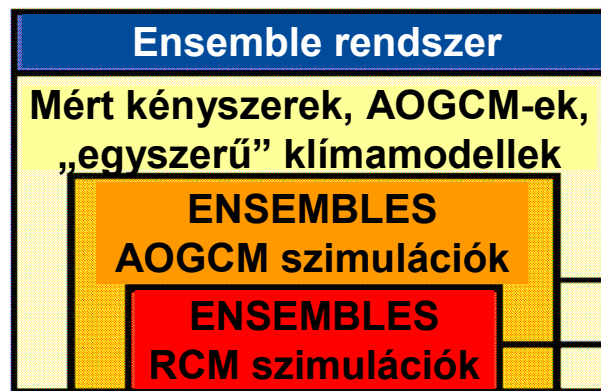 Ensemble rendszer
Mért kényszerek, AOGCM-ek,
„egyszerű” klímamodellek
ENSEMBLES
AOGCM szimulációk
ENSEMBLES
RCM szimulációk